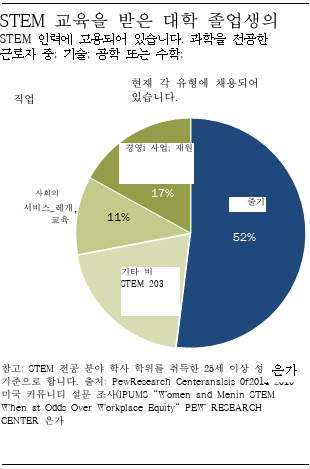 STEM 교육을 받은 대학 졸업생의
STEM 인력에 고용되어 있습니다. 과학을 전공한
근로자 중; 기술; 공학 또는 수학;
현재 각 유형에 채용되어
있습니다.
직업
경영i 사업; 재원
17%
사회의
서비스_레개,
교육
11%
줄기
52%
기타 비
STEM 203
참고: STEM 전공 분야 학사 학위를 취득한 25세 이상 성 은가
기준으로 합니다. 출처: PewResearch Centeranalsis 0f2014 2016
미국 커뮤니티 설문 조사(IPUMS "Women and Menin STEM
When at Odds Over Workplace Equity" PEW RESEARCH
CENTER 은가